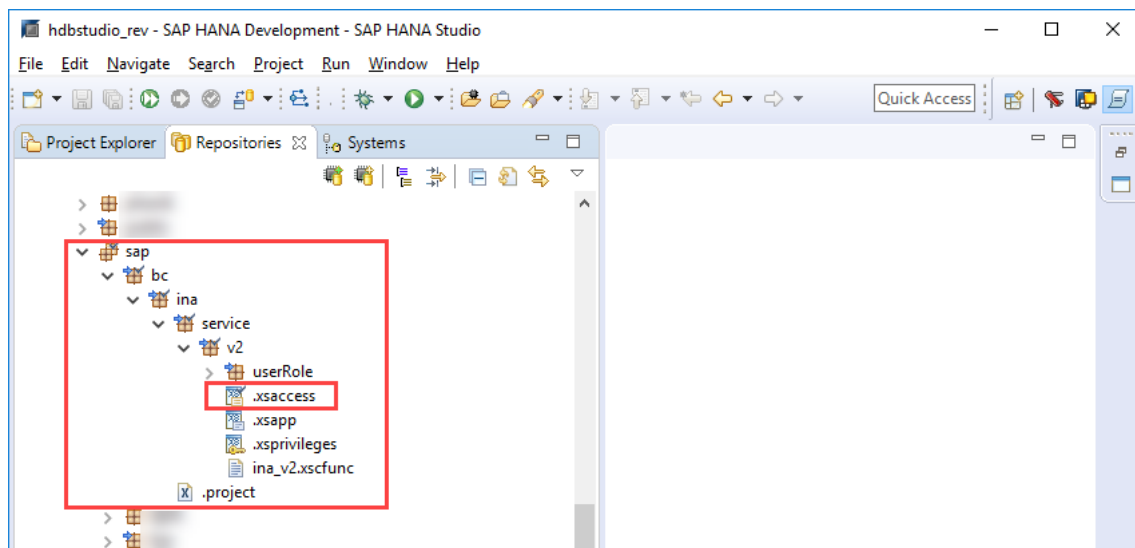 hdbstudio_rev - SAP HANA Development - SAP HANA Studio
File Edit Navigate Search Project Run Window Help
Quick Access
Project Explorer Repositories Systems
sap
bc
ina
service
v2
userRole
.xsaccess
.xsapp
.xsprivileges
ina_v2.xscfunc
.project